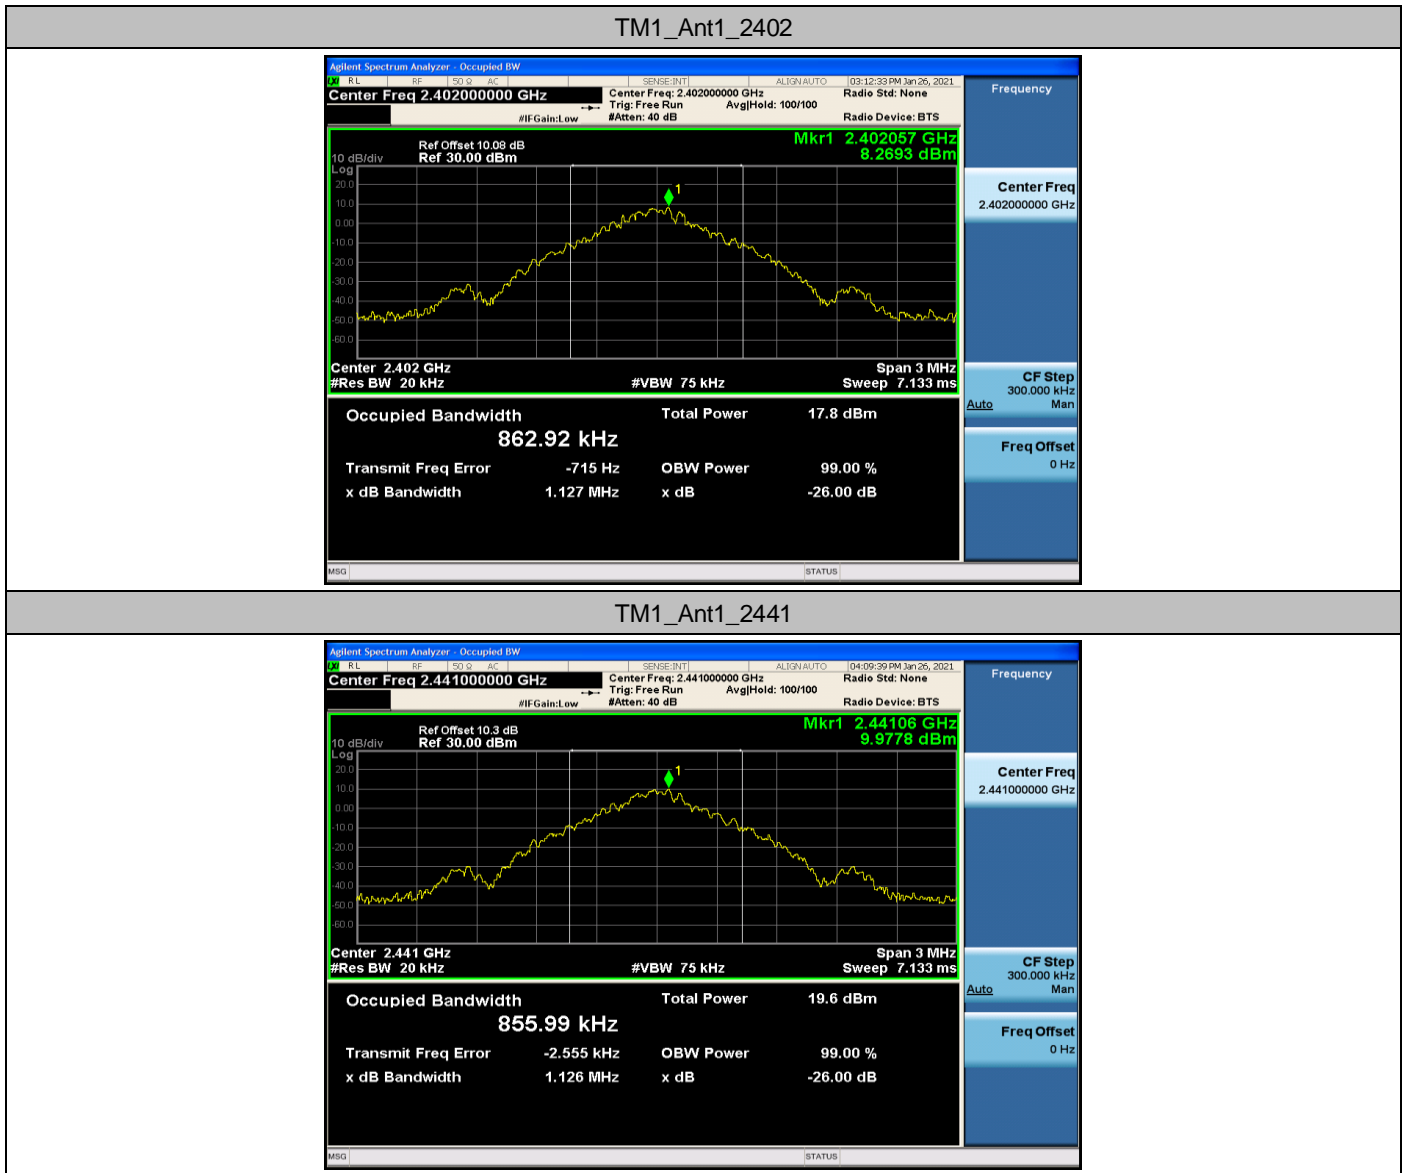 TM1_Ant1_2402
Agilent Spectrum Analyzer - Occupied BW
LXI RL RF 50 Ω AC SENSE:INT ALIGNAUTO 03:12:33 PM Jan 26, 2021
Center Freq 2.402000000 GHz Center Freq: 2.402000000 GHz Radio Std: None Frequency
Trig: Free Run Avg|Hold: 100/100
#IFGain:Low #Atten: 40 dB Radio Device: BTS
Mkr1 2.402057 GHz
8.2693 dBm
Ref Offset 10.08 dB
10 dB/div Ref 30.00 dBm
Log
20.0
10.0
0.00
-10.0
-20.0
-30.0
-40.0
-50.0
-60.0
1
Center 2.402 GHz Span 3 MHz
#Res BW 20 kHz #VBW 75 kHz Sweep 7.133 ms
Center Freq
2.402000000 GHz
CF Step
300.000 kHz
Auto Man
Freq Offset
0 Hz
Occupied Bandwidth Total Power 17.8 dBm
862.92 kHz
Transmit Freq Error -715 Hz OBW Power 99.00 %
x dB Bandwidth 1.127 MHz x dB -26.00 dB
MSG STATUS
TM1_Ant1_2441
Agilent Spectrum Analyzer - Occupied BW
LXI RL RF 50 Ω AC SENSE:INT ALIGNAUTO 04:09:39 PM Jan 26, 2021
Center Freq 2.441000000 GHz Center Freq: 2.441000000 GHz Radio Std: None Frequency
Trig: Free Run Avg|Hold: 100/100
#IFGain:Low #Atten: 40 dB Radio Device: BTS
Mkr1 2.44106 GHz
9.9778 dBm
Ref Offset 10.3 dB
10 dB/div Ref 30.00 dBm
Log
20.0
10.0
0.00
-10.0
-20.0
-30.0
-40.0
-50.0
-60.0
1
Center 2.441 GHz Span 3 MHz
#Res BW 20 kHz #VBW 75 kHz Sweep 7.133 ms
Center Freq
2.441000000 GHz
CF Step
300.000 kHz
Auto Man
Freq Offset
0 Hz
Occupied Bandwidth Total Power 19.6 dBm
855.99 kHz
Transmit Freq Error -2.555 kHz OBW Power 99.00 %
x dB Bandwidth 1.126 MHz x dB -26.00 dB
MSG STATUS